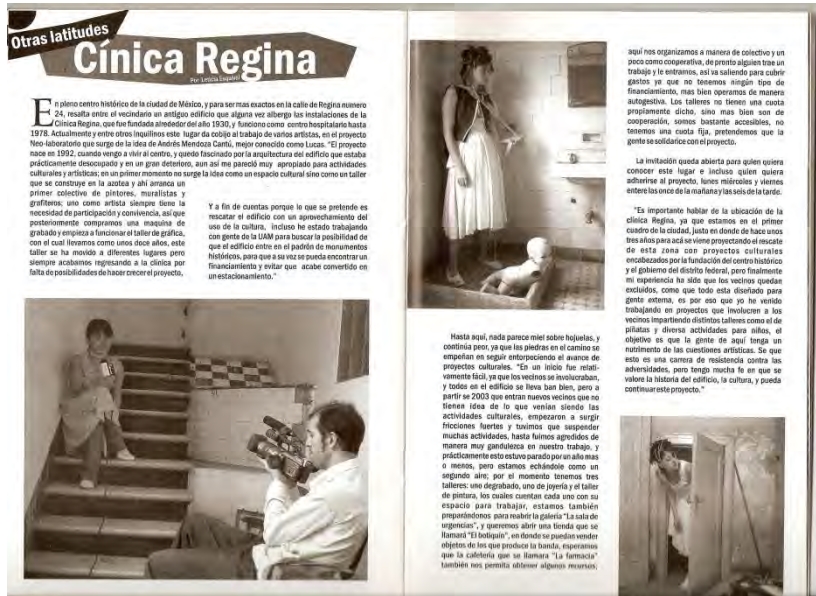 Otras latitudes
Cínica Regina
Por: Leticia Esquivel
En pleno centro histórico de la ciudad de México, y para ser mas exactos en la calle de Regina numero
24, resalta entre el vecindario un antiguo edificio que alguna vez albergo las instalaciones de la
Clínica Regina, que fue fundada alrededor del año 1930, y funciono como centro hospitalario hasta
1978. Actualmente y entre otros inquilinos este lugar da cobijo al trabajo de varios artistas, en el proyecto
Neo-laboratorio que surge de la idea de Andrés Mendoza Cantú, mejor conocido como Lucas. "El proyecto
nace en 1992, cuando vengo a vivir al centro, y quedo fascinado por la arquitectura del edificio que estaba
prácticamente desocupado y en un gran deterioro, aun así me pareció muy apropiado para actividades
culturales y artísticas; en un primer momento no surge la idea como un espacio cultural sino como un taller
que se construye en la azotea y ahí arranca un
primer colectivo de pintores, muralistas y
grafiteros; uno como artista siempre tiene la
necesidad de participación y convivencia, así que
posteriormente compramos una maquina de
grabado y empieza a funcionar el taller de gráfica,
con el cual llevamos como unos doce años, este
taller se ha movido a diferentes lugares pero
siempre acabamos regresando a la clínica por
falta de posibilidades de hacer crecer el proyecto.
Y a fin de cuentas porque lo que se pretende es
rescatar el edificio con un aprovechamiento del
uso de la cultura, incluso he estado trabajando
con gente de la UAM para buscar la posibilidad de
que el edificio entre en el padrón de monumentos
históricos, para que a su vez se pueda encontrar un
financiamiento y evitar que acabe convertido en
un estacionamiento."
Hasta aquí, nada parece miel sobre hojuelas, y
continúa peor, ya que las piedras en el camino se
empeñan en seguir entorpeciendo el avance de
proyectos culturales. "En un inicio fue relati-
vamente fácil, ya que los vecinos se involucraban,
y todos en el edificio se lleva ban bien, pero a
partir se 2003 que entran nuevos vecinos que no
tienen idea de lo que venían siendo las
actividades culturales, empezaron a surgir
fricciones fuertes y tuvimos que suspender
muchas actividades, hasta fuimos agredidos de
manera muy gandulezca en nuestro trabajo, y
prácticamente esto estuvo parado por un año mas
o menos, pero estamos echándole como un
segundo aire; por el momento tenemos tres
talleres: uno degrabado, uno de joyería y el taller
de pintura, los cuales cuentan cada uno con su
espacio para trabajar, estamos también
preparándonos para reabrir la galería "La sala de
urgencias", y queremos abrir una tienda que se
llamará "El botiquín", en donde se puedan vender
objetos de los que produce la banda, esperamos
que la cafetería que se llamara "La farmacia"
también nos permita obtener algunos recursos;
aquí nos organizamos a manera de colectivo y un
poco como cooperativa, de pronto alguien trae un
trabajo y le entramos, así va saliendo para cubrir
gastos ya que no tenemos ningún tipo de
financiamiento, mas bien operamos de manera
autogestiva. Los talleres no tienen una cuota
propiamente dicho, sino mas bien son de
cooperación, somos bastante accesibles, no
tenemos una cuota fija, pretendemos que la
gente se solidarice con el proyecto.
La invitación queda abierta para quien quiera
conocer este lugar e incluso quien quiera
adherirse al proyecto, lunes miércoles y viernes
entre las once de la mañana y las seis de la tarde.
"Es importante hablar de la ubicación de la
clínica Regina, ya que estamos en el primer
cuadro de la ciudad, justa en donde de hace unos
tres años para acá se viene proyectando el rescate
de esta zona con proyectos culturales
encabezados por la fundación del centro histórico
y el gobierno del distrito federal, pero finalmente
mi experiencia ha sido que los vecinos quedan
excluidos, como que todo esta diseñado para
gente externa, es por eso que yo he venido
trabajando en proyectos que involucren a los
vecinos impartiendo distintos talleres como el de
piñatas y diversa actividades para niños, el
objetivo es que la gente de aquí tenga un
nutrimento de las cuestiones artísticas. Se que
esto es una carrera de resistencia contra las
adversidades, pero tengo mucha fe en que se
valore la historia del edificio, la cultura, y pueda
continuar este proyecto."